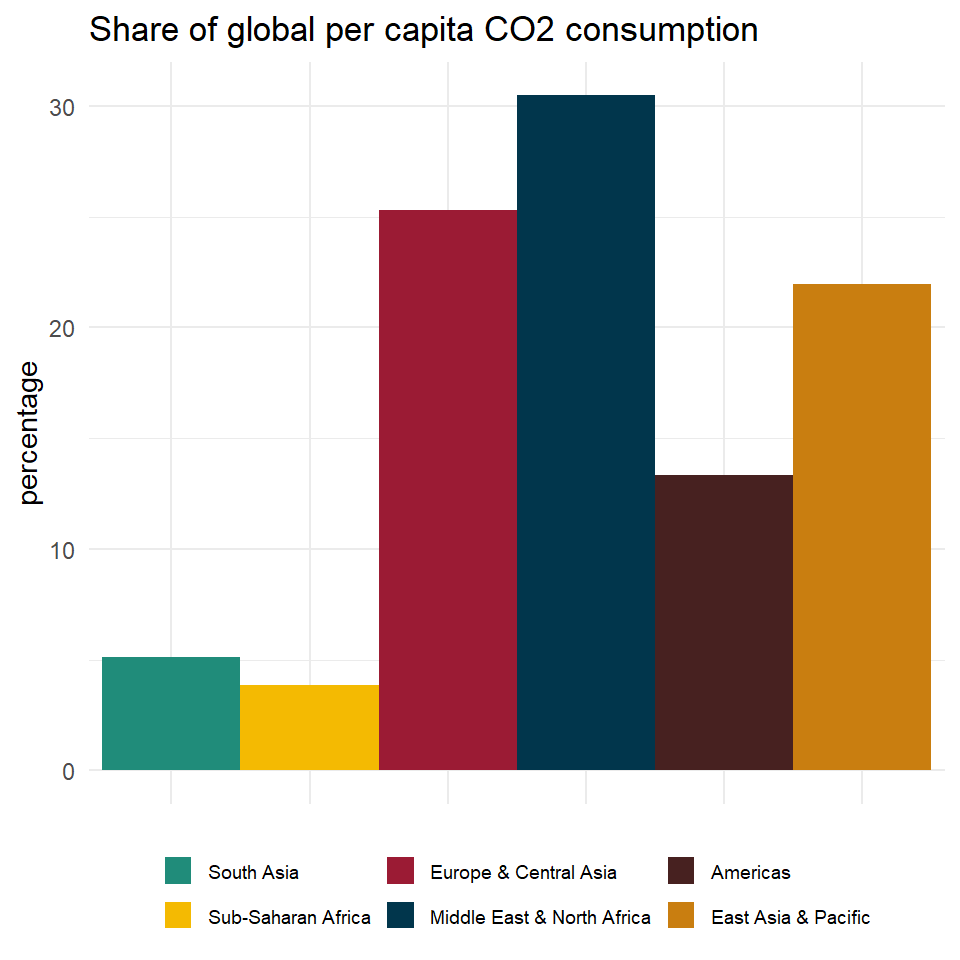 Share of global per capita CO2 consumption
30
20
10
0
percentage
South Asia
Europe & Central Asia
Americas
Sub-Saharan Africa
Middle East & North Africa
East Asia & Pacific